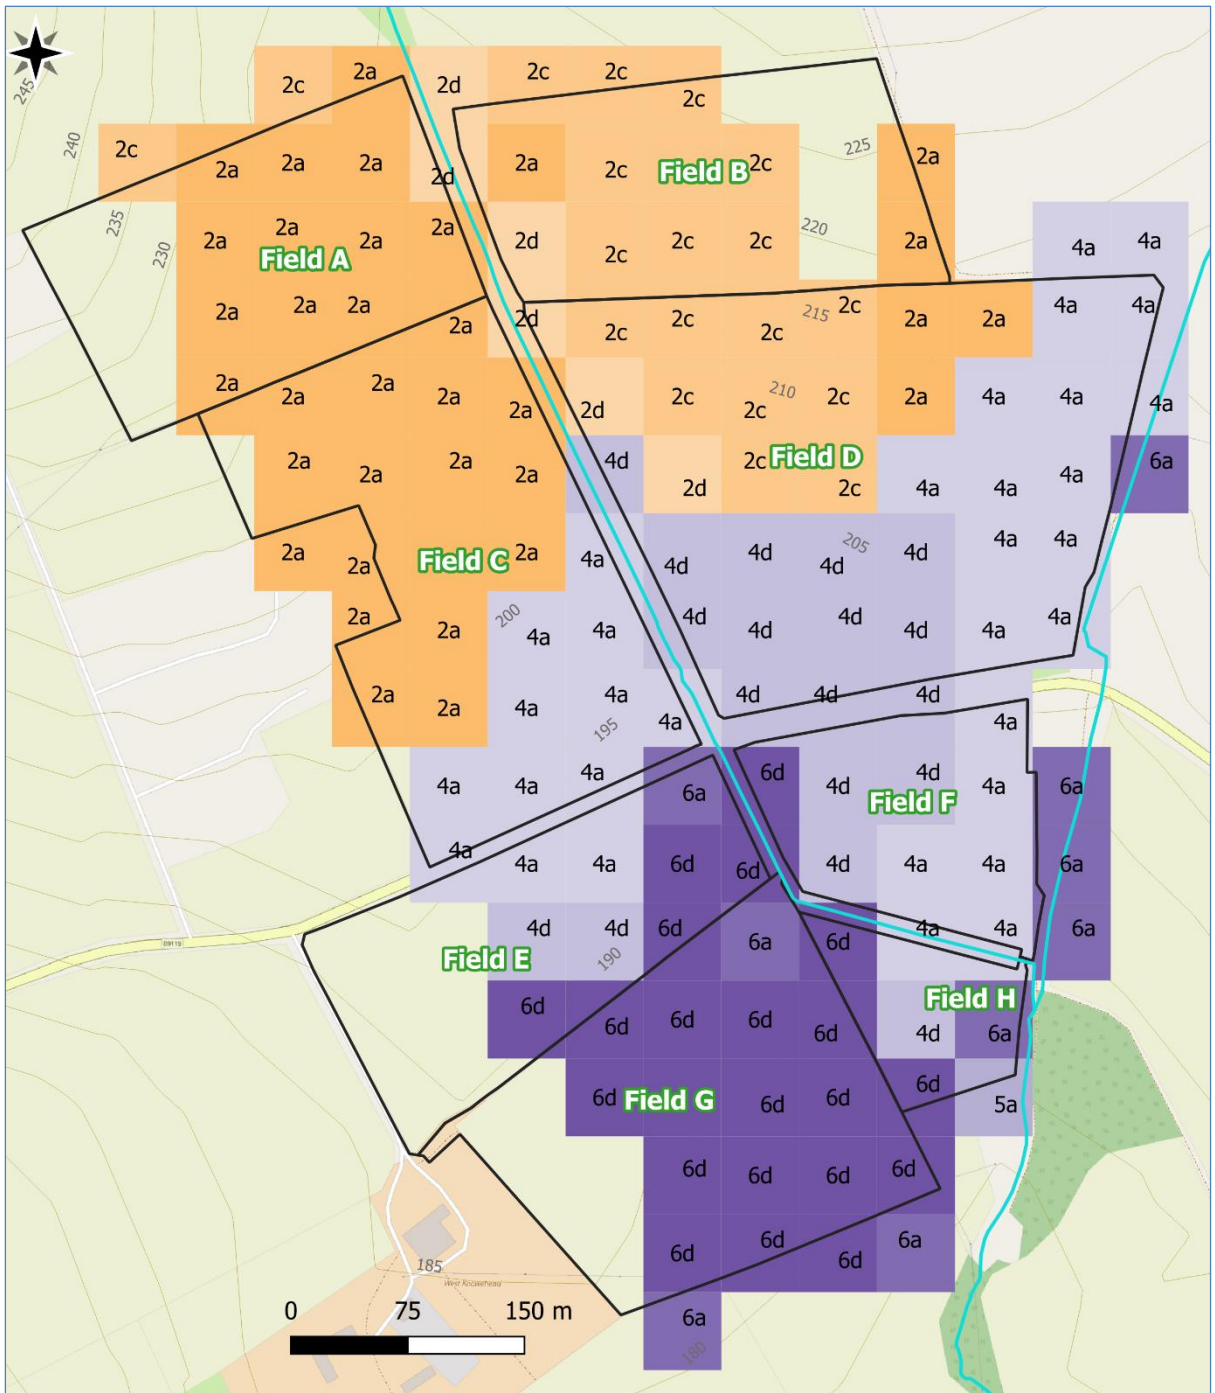 2c 2a 2d 2c 2c
2c
245
240
2c 2a 2a 2a 2d 2a 2c Field B 2c 225 2a
235
230
2a 2a 2a 2a 2d 2c 2c 2c 220 2a 4a 4a
Field A
2a 2a 2a 2a 2d 2c 2c 2c 215 2c 2a 2a 4a 4a
2a 2a 2a 2a 2a 2d 2c 2c 210 2c 2a 4a 4a 4a
2a 2a 2a 2a 4d 2d 2c Field D 2c 4a 4a 4a 6a
2a 2a Field C 2a 4a 4d 4d 4d 205 4d 4a 4a
2a 2a 200 4a 4a 4d 4d 4d 4d 4a 4a
2a 2a 4a 4a 195 4a 4d 4d 4d 4a
4a 4a 4a 6a 6d 4d 4d 4a 6a
Field F
4a 4a 4a 6d 6d 4d 4a 4a 6a
B9119
4d 4d 6d 6a 6d 4a 4a 6a
Field E 190
6d 6d 6d 6d 6d 4d Field H 6a
6d Field G 6d 6d 6d 5a
6d 6d 6d 6d
6d 6d 6d 6a
185
0 75 150 m
6a
180